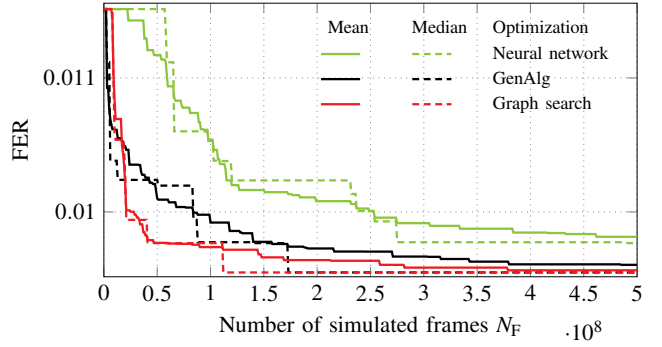 Mean Median Optimization
Neural network
GenAlg
Graph search
FER
0.011
0.01
0 0.5 1 1.5 2 2.5 3 3.5 4 4.5 5
Number of simulated frames N_F
·10^8